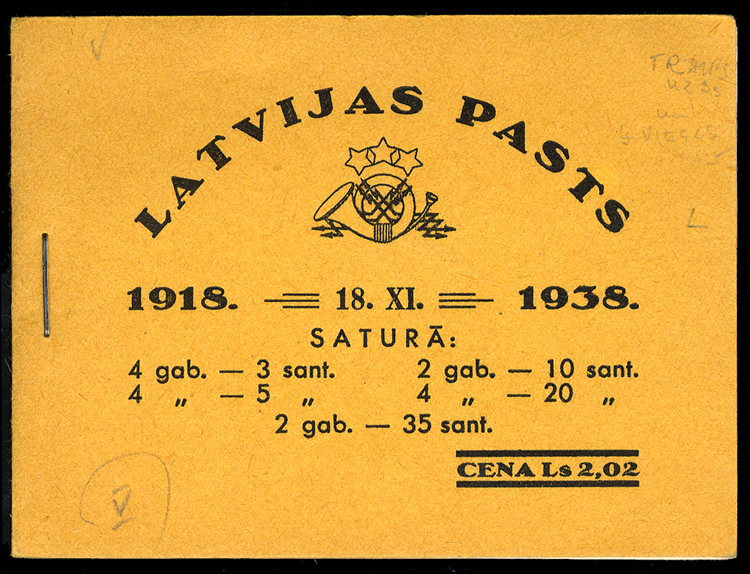 LATVIJAS PASTS
1918. 18. XI. 1938.
SATURĀ:
4 gab. — 3 sant. 2 gab. — 10 sant.
4 „ — 5 „ 4 „ — 20 „
2 gab. — 35 sant.
CENA Ls 2,02
V
L